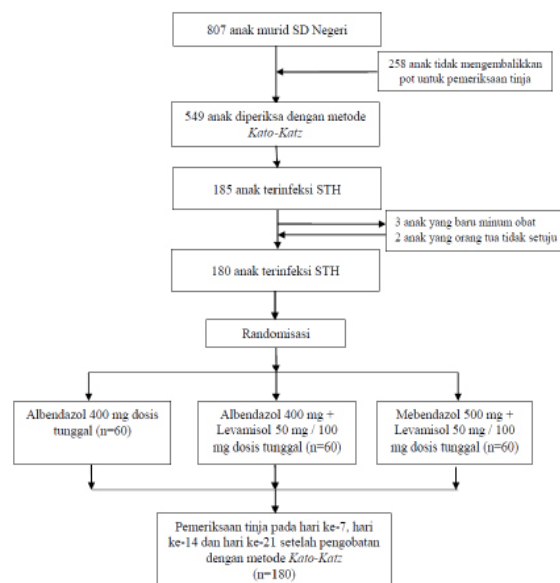 807 anak murid SD Negeri
258 anak tidak mengembalikkan
pot untuk pemeriksaan tinja
549 anak diperiksa dengan metode
Kato-Katz
185 anak terinfeksi STH
3 anak yang baru minum obat
2 anak yang orang tua tidak setuju
180 anak terinfeksi STH
Randomisasi
Albendazol 400 mg dosis
tunggal (n=60)
Albendazol 400 mg +
Levamisol 50 mg / 100
mg dosis tunggal (n=60)
Mebendazol 500 mg +
Levamisol 50 mg / 100
mg dosis tunggal (n=60)
Pemeriksaan tinja pada hari ke-7, hari
ke-14 dan hari ke-21 setelah pengobatan
dengan metode Kato-Katz
(n=180)